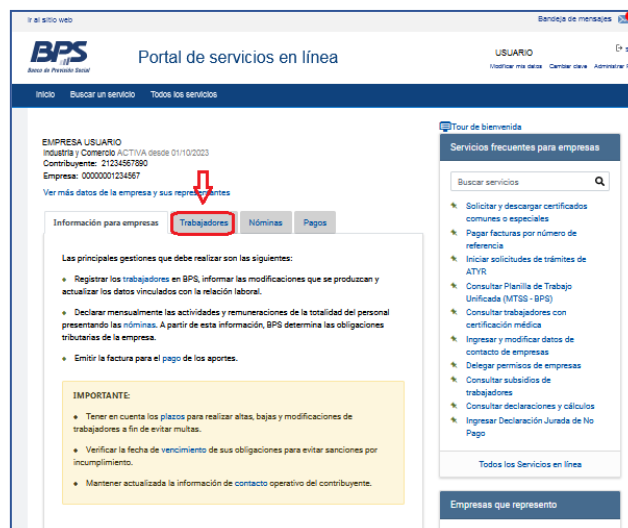 Ir al sitio web
Bandeja de mensajes
BPS
Banco de Previsión Social
Portal de servicios en línea
USUARIO
Modificar mis datos Cambiar clave Administrar
Inicio Buscar un servicio Todos los servicios
Tour de bienvenida
EMPRESA USUARIO
Industria y Comercio ACTIVA desde 01/10/2023
Contribuyente: 21234567890
Empresa: 00000001234567
Ver más datos de la empresa y sus representantes
Información para empresas Trabajadores Nóminas Pagos
Las principales gestiones que debe realizar son las siguientes:
Registrar los trabajadores en BPS, informar las modificaciones que se produzcan y
actualizar los datos vinculados con la relación laboral.
Declarar mensualmente las actividades y remuneraciones de la totalidad del personal
presentando las nóminas. A partir de esta información, BPS determina las obligaciones
tributarias de la empresa.
Emitir la factura para el pago de los aportes.
IMPORTANTE:
Tener en cuenta los plazos para realizar altas, bajas y modificaciones de
trabajadores a fin de evitar multas.
Verificar la fecha de vencimiento de sus obligaciones para evitar sanciones por
incumplimiento.
Mantener actualizada la información de contacto operativo del contribuyente.
Servicios frecuentes para empresas
Buscar servicios
Solicitar y descargar certificados
comunes o especiales
Pagar facturas por número de
referencia
Iniciar solicitudes de trámites de
ATYR
Consultar Planilla de Trabajo
Unificada (MTSS - BPS)
Consultar trabajadores con
certificación médica
Ingresar y modificar datos de
contacto de empresas
Delegar permisos de empresas
Consultar subsidios de
trabajadores
Consultar declaraciones y cálculos
Ingresar Declaración Jurada de No
Pago
Todos los Servicios en línea
Empresas que represento